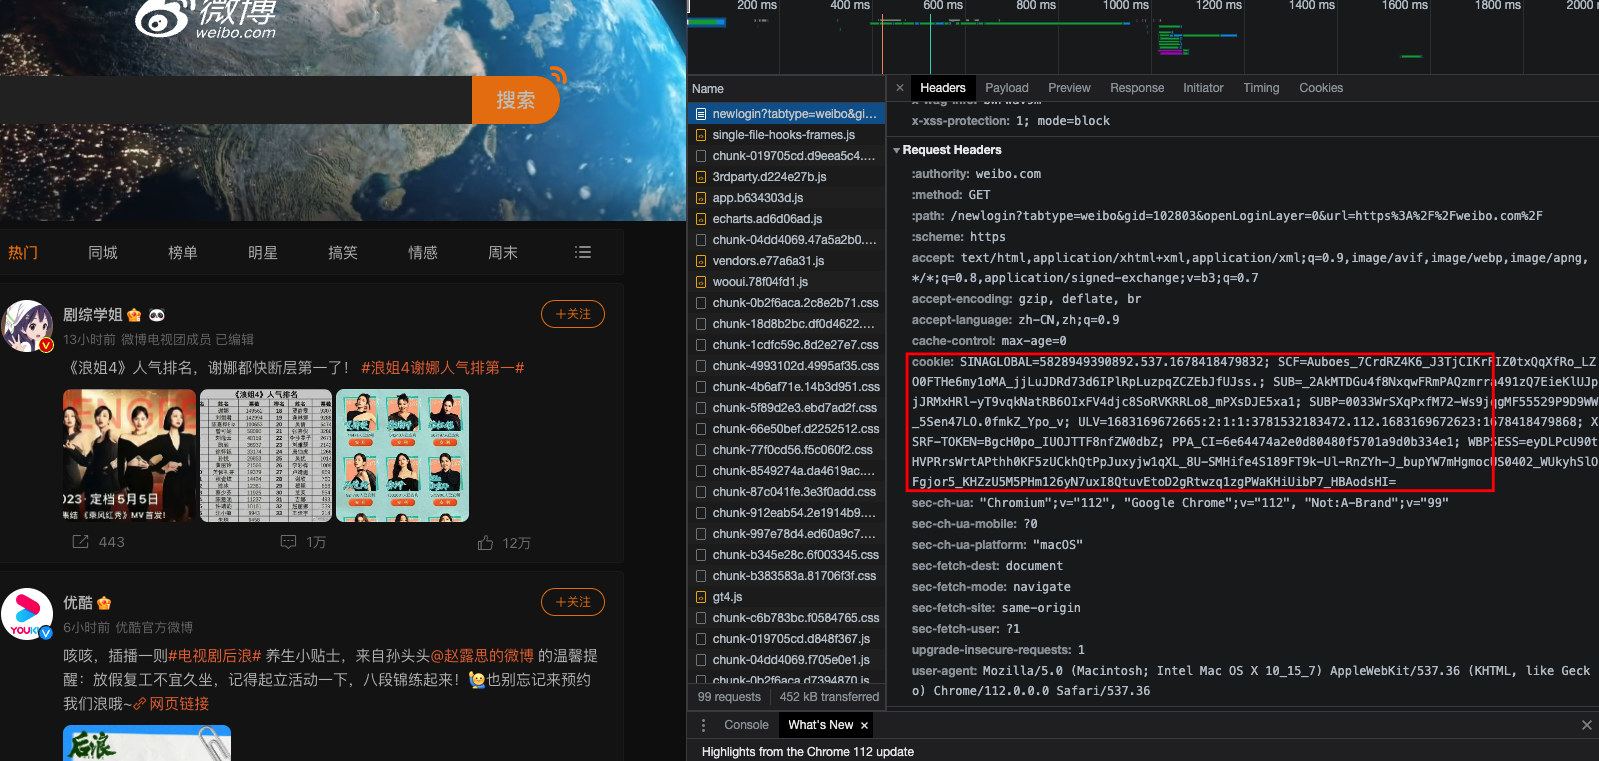 微博
weibo.com
搜索
热门 同城 榜单 明星 搞笑 情感 周末
剧综学姐
+关注
13小时前 微博电视团成员 已编辑
《浪姐4》人气排名，谢娜都快断层第一了！ #浪姐4谢娜人气排第一#
《浪姐4》人气排名
023 定档5月5日
443 1万 12万
优酷
+关注
6小时前 优酷官方微博
咳咳，插播一则#电视剧后浪# 养生小贴士，来自孙头头@赵露思的微博 的温馨提
醒：放假复工不宜久坐，记得起立活动一下，八段锦练起来！也别忘记来预约
我们浪哦~网页链接
后浪
200 ms 400 ms 600 ms 800 ms 1000 ms 1200 ms 1400 ms 1600 ms 1800 ms 2000
Name
newlogin?tabtype=weibo&gi...
single-file-hooks-frames.js
chunk-019705cd.d9eea5c4....
3rdparty.d224e27b.js
app.b634303d.js
echarts.ad6d06ad.js
chunk-04dd4069.47a5a2b0....
vendors.e77a6a31.js
wooui.78f04fd1.js
chunk-0b2f6aca.2c8e2b71.css
chunk-18d8b2bc.df0d4622....
chunk-1cdfc59c.8d2e27e7.css
chunk-4993102d.4995af35.css
chunk-4b6af71e.14b3d951.css
chunk-5f89d2e3.ebd7ad2f.css
chunk-66e50bef.d2252512.css
chunk-77f0cd56.f5c060f2.css
chunk-8549274a.da4619ac....
chunk-87c041fe.3e3f0add.css
chunk-912eab54.2e1914b9....
chunk-997e78d4.ed60a9c7....
chunk-b345e28c.6f003345.css
chunk-b383583a.81706f3f.css
gt4.js
chunk-c6b783bc.f0584765.css
chunk-019705cd.d848f367.js
chunk-04dd4069.f705e0e1.js
chunk-0b2f6aca.d7394870.js
99 requests 452 kB transferred
× Headers Payload Preview Response Initiator Timing Cookies
x-xss-protection: 1; mode=block
Request Headers
:authority: weibo.com
:method: GET
:path: /newlogin?tabtype=weibo&gid=102803&openLoginLayer=0&url=https%3A%2F%2Fweibo.com%2F
:scheme: https
accept: text/html,application/xhtml+xml,application/xml;q=0.9,image/avif,image/webp,image/apng,
*/*;q=0.8,application/signed-exchange;v=b3;q=0.7
accept-encoding: gzip, deflate, br
accept-language: zh-CN,zh;q=0.9
cache-control: max-age=0
cookie: SINAGLOBAL=5828949390892.537.1678418479832; SCF=Auboes_7CrdRZ4K6_J3TjCIKrFIZ0txQqXfRo_LZ
O0FTHe6my1oMA_jjLuJDRd73d6IPlRpLuzpqZCZEbJfUJss.; SUB=_2AkMTDGu4f8NxqwFRmPAQzmrra491zQ7EieKlUJp
jJRMxHRl-yT9vqkNatRB6OIxFV4djc8SoRVKRRLo8_mPXsDJE5xa1; SUBP=0033WrSXqPxfM72-Ws9jqgMF55529P9D9WW
_5Sen47LO.0fmkZ_Ypo_v; ULV=1683169672665:2:1:1:3781532183472.112.1683169672623:1678418479868; X
SRF-TOKEN=BgcH0po_IUOJTTF8nfZW0dbZ; PPA_CI=6e64474a2e0d80480f5701a9d0b334e1; WBPSESS=eyDLPcU90t
HVPRrsWrtAPthh0KF5zUCkhQtPpJuxyjw1qXL_8U-SMHife4S189FT9k-Ul-RnZYh-J_bupYW7mHgmocUS0402_WUkyhSlO
Fgjor5_KHZzU5M5PHm126yN7uxI8QtuvEtoD2gRtwzq1zgPWaKHiUibP7_HBAodsHI=
sec-ch-ua: "Chromium";v="112", "Google Chrome";v="112", "Not:A-Brand";v="99"
sec-ch-ua-mobile: ?0
sec-ch-ua-platform: "macOS"
sec-fetch-dest: document
sec-fetch-mode: navigate
sec-fetch-site: same-origin
sec-fetch-user: ?1
upgrade-insecure-requests: 1
user-agent: Mozilla/5.0 (Macintosh; Intel Mac OS X 10_15_7) AppleWebKit/537.36 (KHTML, like Geck
o) Chrome/112.0.0.0 Safari/537.36
Console What's New × ×
Highlights from the Chrome 112 update